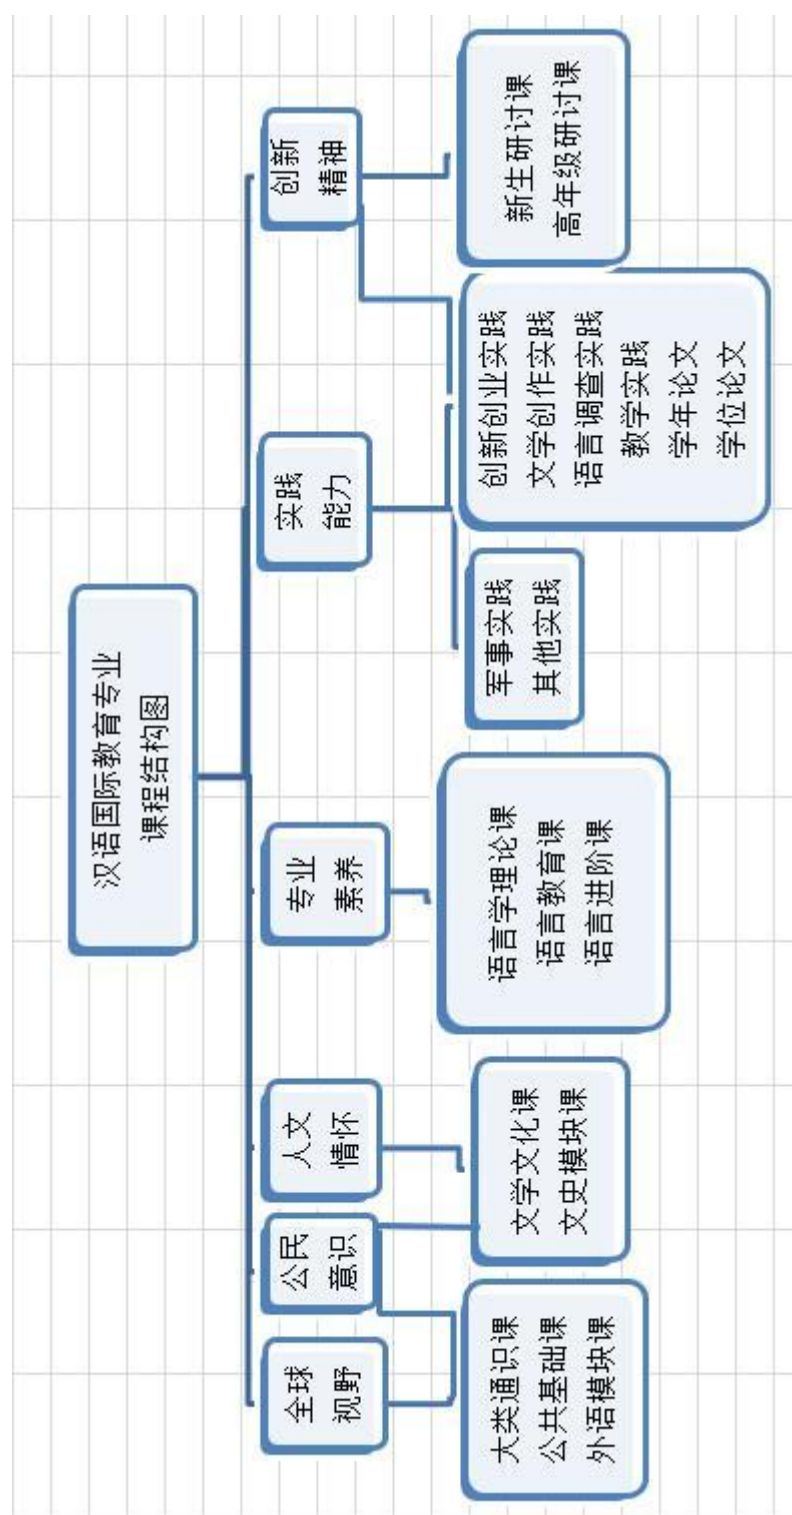 汉语国际教育专业
课程结构图
全球
视野
公民
意识
人文
情怀
专业
素养
实践
能力
创新
精神
大类通识课
公共基础课
外语模块课
文学文化课
文史模块课
语言学理论课
语言教育课
语言进阶课
军事实践
其他实践
创新创业实践
文学创作实践
语言调查实践
教学实践
学年论文
学位论文
新生研讨课
高年级研讨课